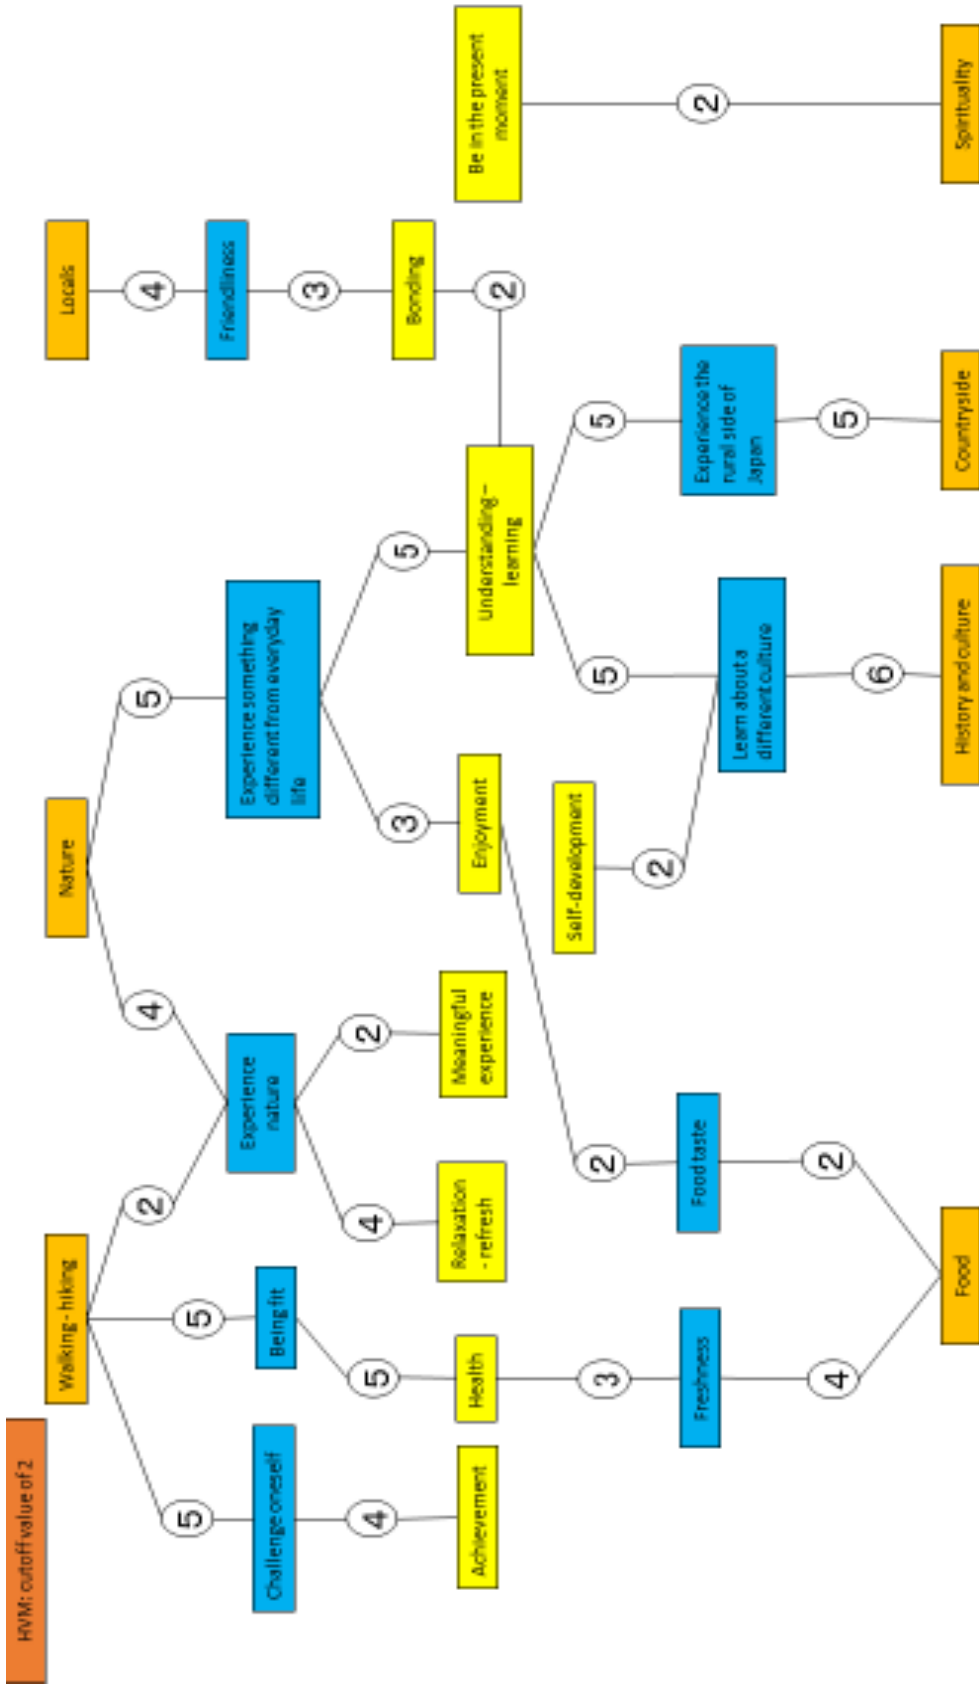 HVM: cutoff value of 2
Walking - hiking
Nature
Locals
5
5
2
4
5
4
Challenge oneself
Being fit
Experience
nature
Experience something
different from everyday
life
Friendliness
4
5
4
2
3
5
3
Achievement
Health
Relaxation
- refresh
Meaningful
experience
Enjoyment
Understanding –
learning
Bonding
2
Be in the present
moment
3
2
Self-development
2
5
5
2
Freshness
Food taste
Learn about a
different culture
Experience the
rural side of
Japan
4
2
6
5
Food
History and culture
Countryside
Spirituality